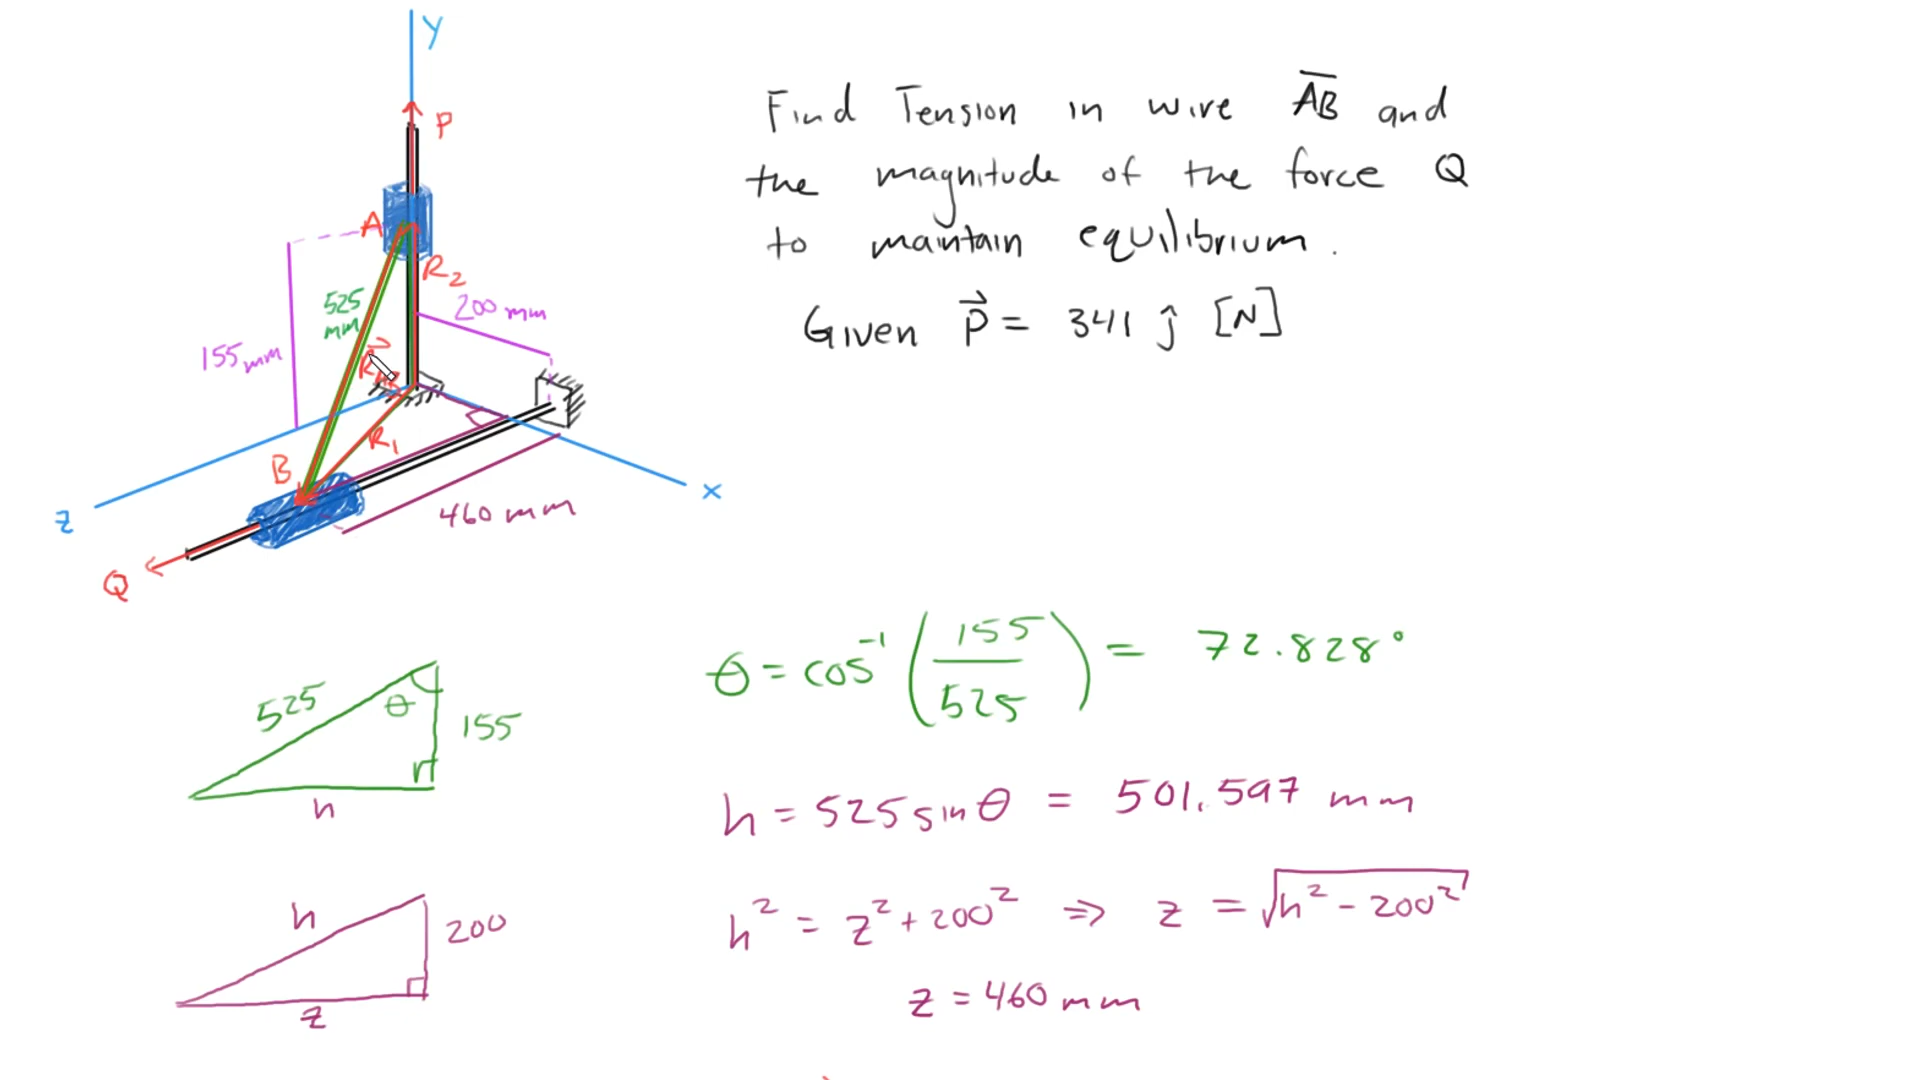 Y
P
A
R₂
525 mm
200 mm
155 mm
R₁
B
460 mm
x
z
Q
Find Tension in wire A̅B̅ and
the magnitude of the force Q
to maintain equilibrium.
Given P⃗ = 341 ĵ [N]
525
θ
155
h
θ = cos⁻¹ (155/525) = 72.828°
h = 525 sin θ = 501.597 mm
h
200
z
h² = z² + 200² ⇒ z = √(h² - 200²)
z = 460 mm